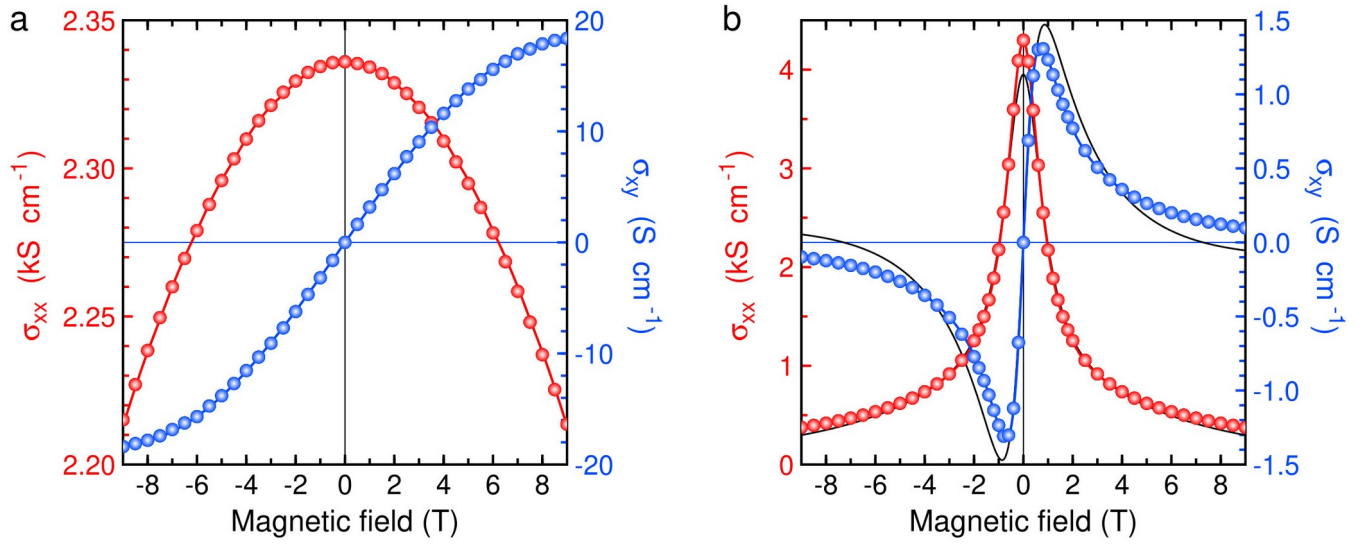 a
2.35
2.30
2.25
2.20
σxx (kS cm⁻¹)
20
10
0
-10
-20
σxy (S cm⁻¹)
-8 -6 -4 -2 0 2 4 6 8
Magnetic field (T)
b
4
3
2
1
0
σxx (kS cm⁻¹)
1.5
1.0
0.5
0.0
-0.5
-1.0
-1.5
σxy (S cm⁻¹)
-8 -6 -4 -2 0 2 4 6 8
Magnetic field (T)